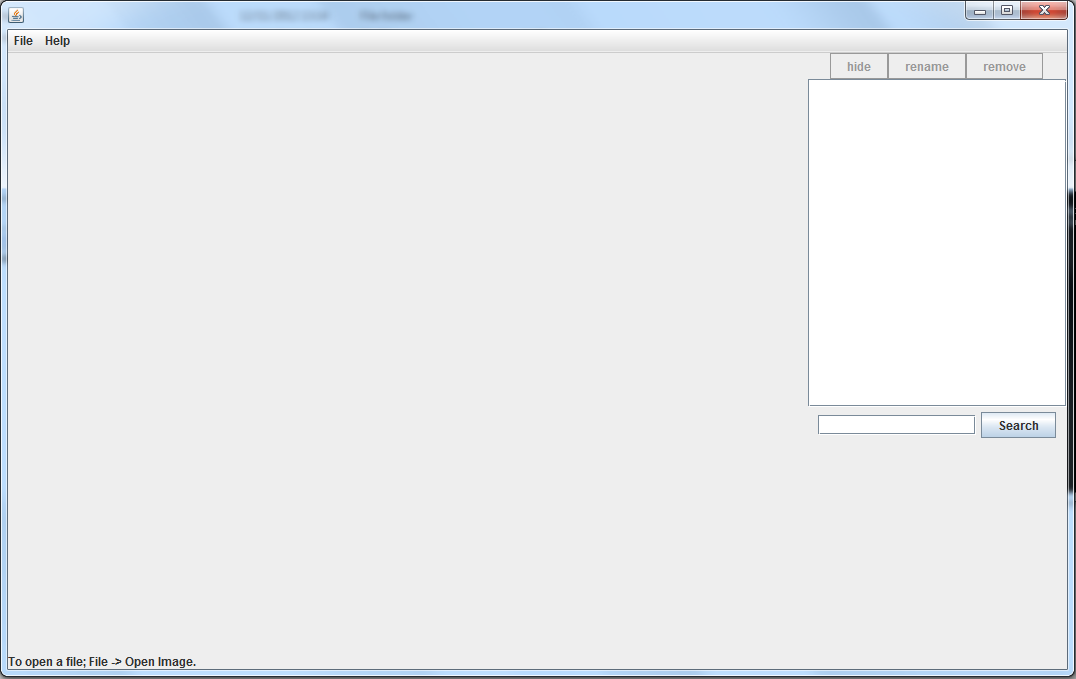 File Help
hide rename remove
Search
To open a file; File -> Open Image.